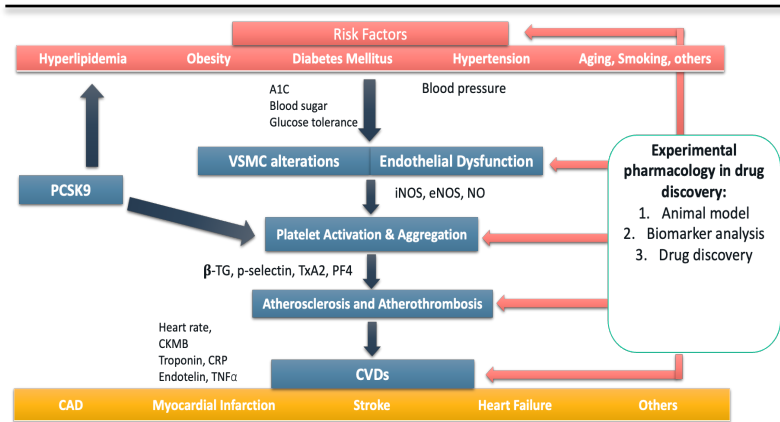 Risk Factors
Hyperlipidemia Obesity Diabetes Mellitus Hypertension Aging, Smoking, others
A1C
Blood sugar
Glucose tolerance
Blood pressure
VSMC alterations Endothelial Dysfunction
PCSK9
iNOS, eNOS, NO
Platelet Activation & Aggregation
β-TG, p-selectin, TxA2, PF4
Atherosclerosis and Atherothrombosis
Heart rate,
CKMB
Troponin, CRP
Endotelin, TNFα
CVDs
CAD Myocardial Infarction Stroke Heart Failure Others
Experimental
pharmacology in drug
discovery:
1. Animal model
2. Biomarker analysis
3. Drug discovery